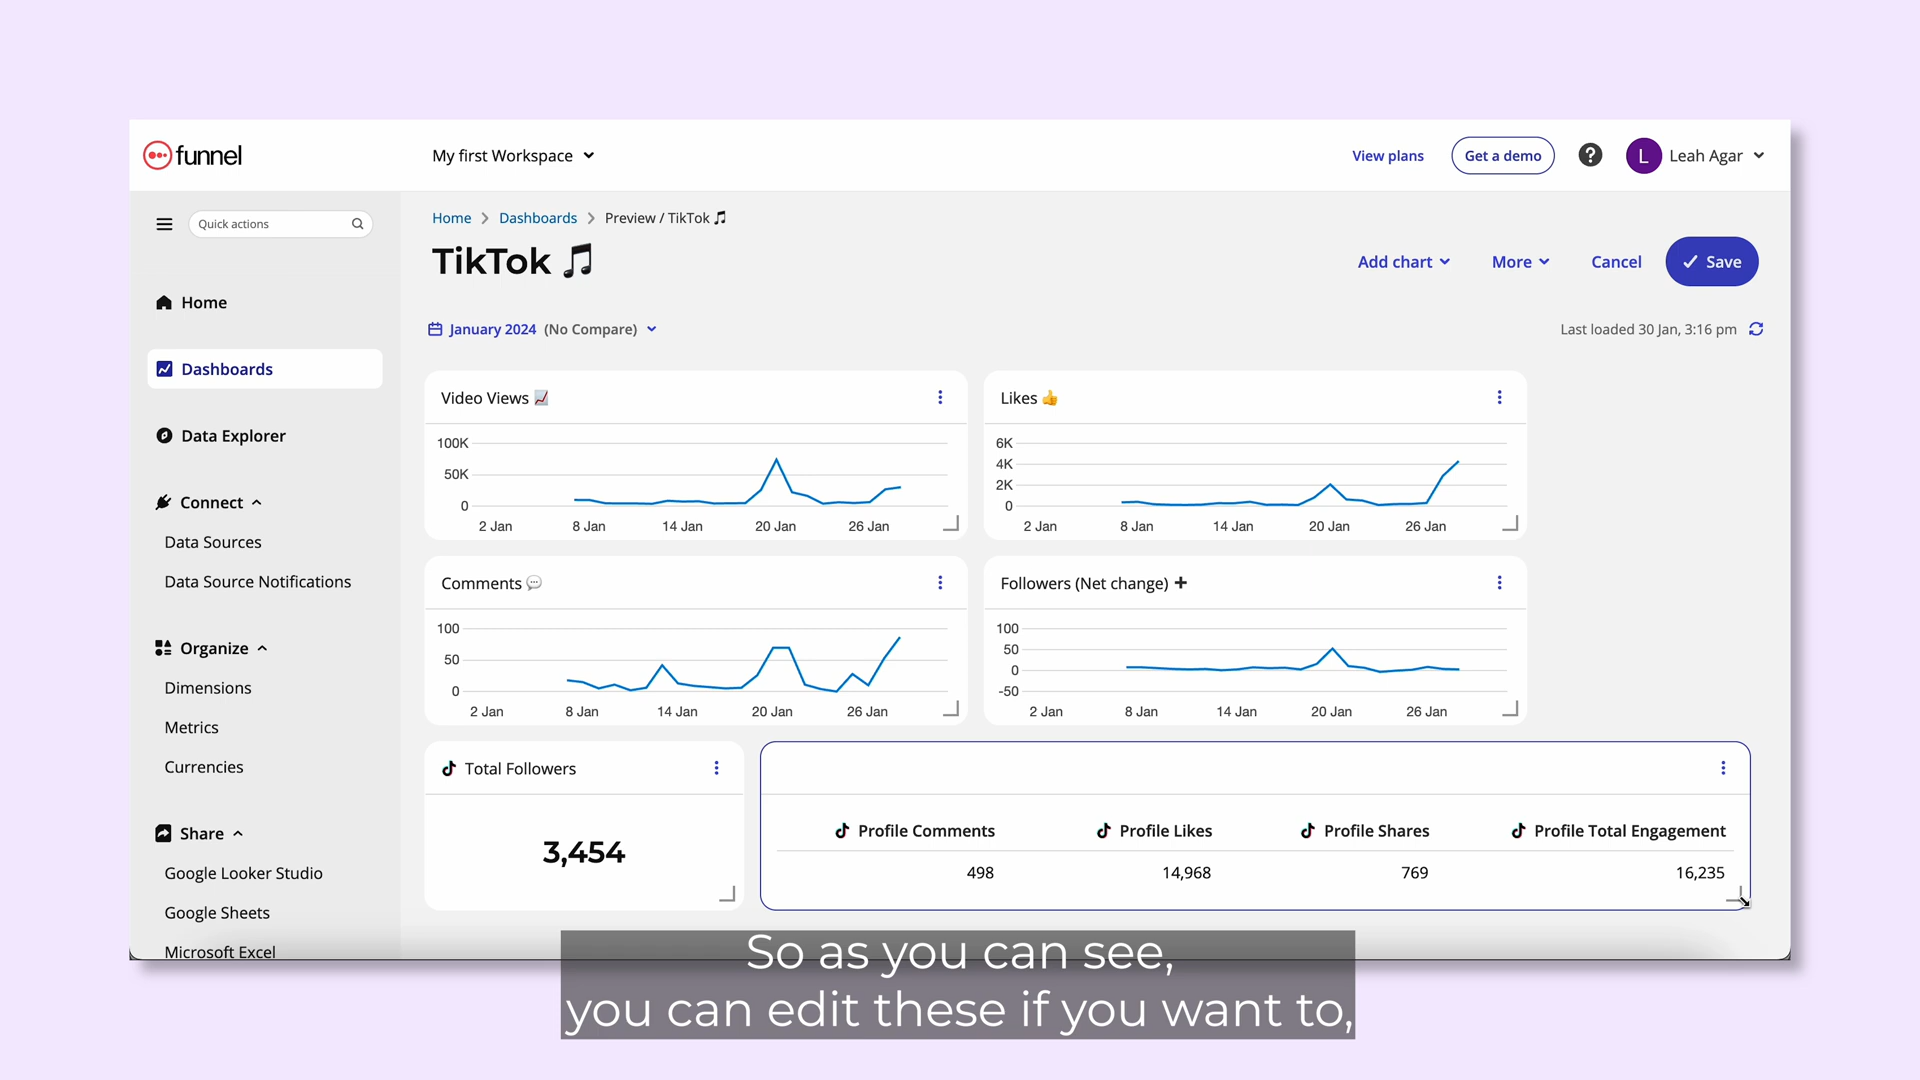 funnel
My first Workspace
View plans
Get a demo
?
L
Leah Agar
Quick actions
Home > Dashboards > Preview / TikTok 🎵
TikTok 🎵
Add chart
More
Cancel
Save
January 2024 (No Compare)
Last loaded 30 Jan, 3:16 pm
Home
Dashboards
Data Explorer
Connect
Data Sources
Data Source Notifications
Organize
Dimensions
Metrics
Currencies
Share
Google Looker Studio
Google Sheets
Microsoft Excel
Video Views 📈
100K
50K
0
2 Jan 8 Jan 14 Jan 20 Jan 26 Jan
Likes 👍
6K
4K
2K
0
2 Jan 8 Jan 14 Jan 20 Jan 26 Jan
Comments 💬
100
50
0
2 Jan 8 Jan 14 Jan 20 Jan 26 Jan
Followers (Net change) ➕
100
50
0
-50
2 Jan 8 Jan 14 Jan 20 Jan 26 Jan
Total Followers
3,454
Profile Comments Profile Likes Profile Shares Profile Total Engagement
498 14,968 769 16,235
So as you can see,
you can edit these if you want to,